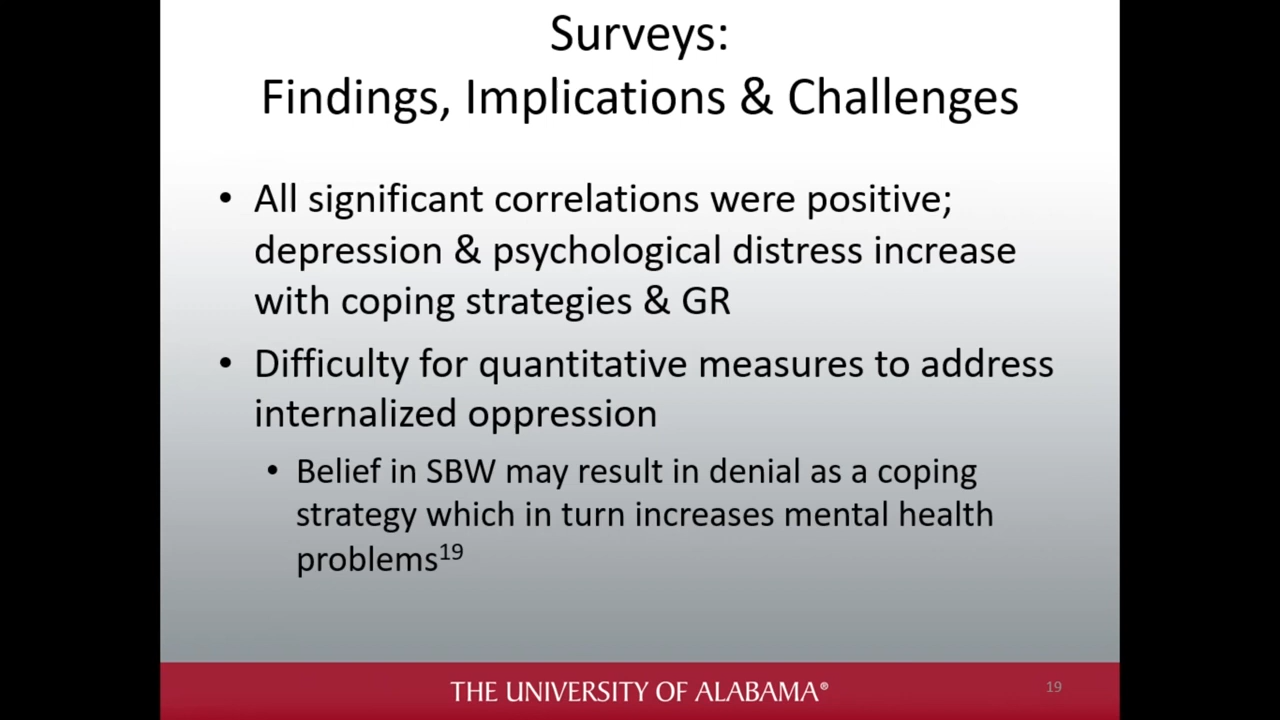 Surveys:
Findings, Implications & Challenges
• All significant correlations were positive;
depression & psychological distress increase
with coping strategies & GR
• Difficulty for quantitative measures to address
internalized oppression
• Belief in SBW may result in denial as a coping
strategy which in turn increases mental health
problems¹⁹
THE UNIVERSITY OF ALABAMA®
19